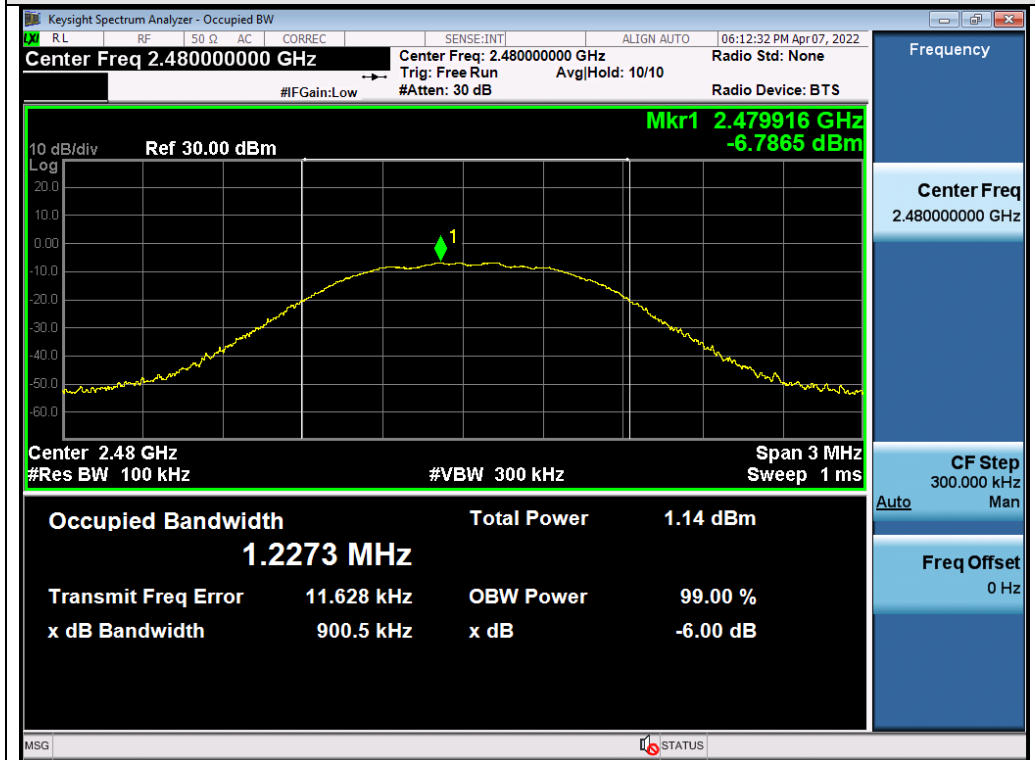 Keysight Spectrum Analyzer - Occupied BW
LXI RL RF 50 Ω AC CORREC SENSE:INT ALIGN AUTO 06:12:32 PM Apr 07, 2022
Center Freq 2.480000000 GHz
Center Freq: 2.480000000 GHz Radio Std: None
Trig: Free Run Avg|Hold: 10/10
#IFGain:Low #Atten: 30 dB Radio Device: BTS
Frequency
Mkr1 2.479916 GHz
-6.7865 dBm
10 dB/div Ref 30.00 dBm
Log
20.0
10.0
0.00
-10.0
-20.0
-30.0
-40.0
-50.0
-60.0
1
Center 2.48 GHz Span 3 MHz
#Res BW 100 kHz #VBW 300 kHz Sweep 1 ms
Center Freq
2.480000000 GHz
CF Step
300.000 kHz
Auto Man
Freq Offset
0 Hz
Occupied Bandwidth Total Power 1.14 dBm
1.2273 MHz
Transmit Freq Error 11.628 kHz OBW Power 99.00 %
x dB Bandwidth 900.5 kHz x dB -6.00 dB
MSG STATUS